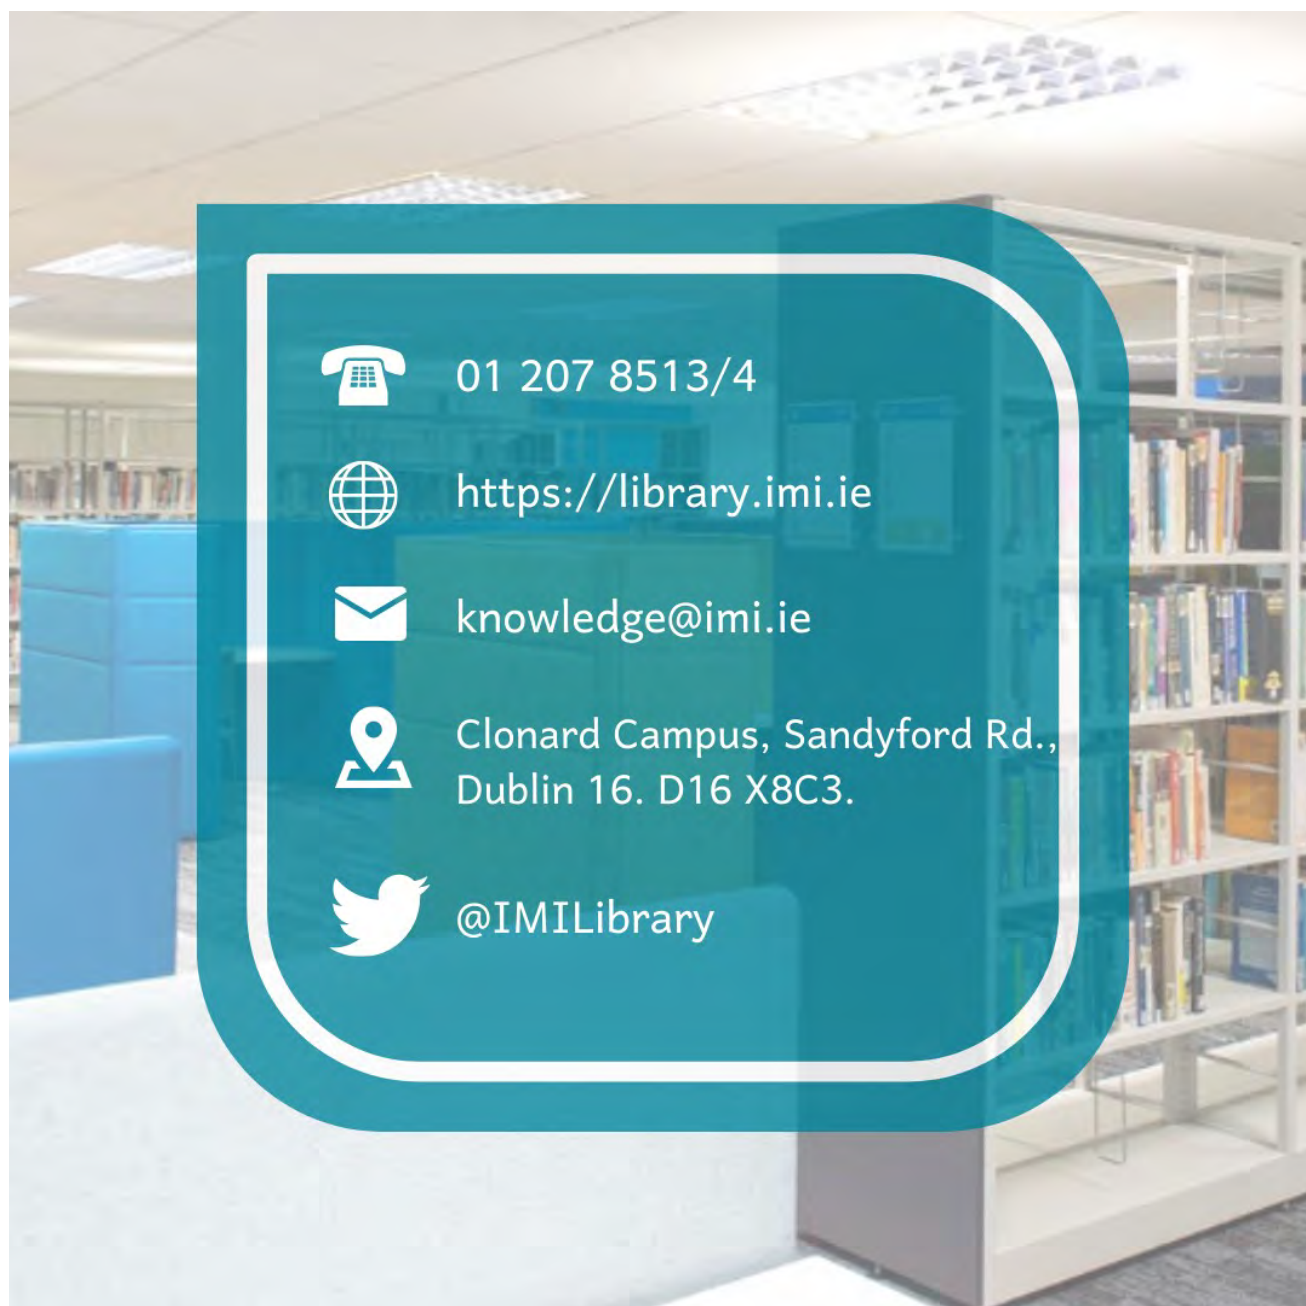 01 207 8513/4
https://library.imi.ie
knowledge@imi.ie
Clonard Campus, Sandyford Rd.,
Dublin 16. D16 X8C3.
@IMILibrary